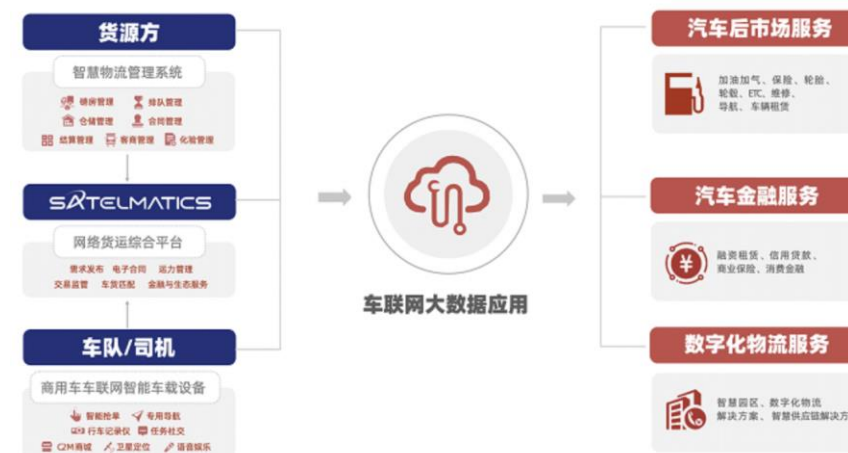 货源方
智慧物流管理系统
磅房管理 排队管理
仓储管理 合同管理
结算管理 客商管理 化验管理
SATELMATICS
网络货运综合平台
需求发布 电子合同 运力管理
交易监管 车货匹配 金融与生态服务
车队/司机
商用车车联网智能车载设备
智能抢单 专用导航
行车记录仪 任务社交
C2M商城 卫星定位 语音娱乐
车联网大数据应用
汽车后市场服务
加油加气、保险、轮胎、
轮毂、ETC、维修、
导航、车辆租赁
汽车金融服务
¥
融资租赁、信用贷款、
商业保险、消费金融
数字化物流服务
智慧园区、数字化物流
解决方案、智慧供应链解决方